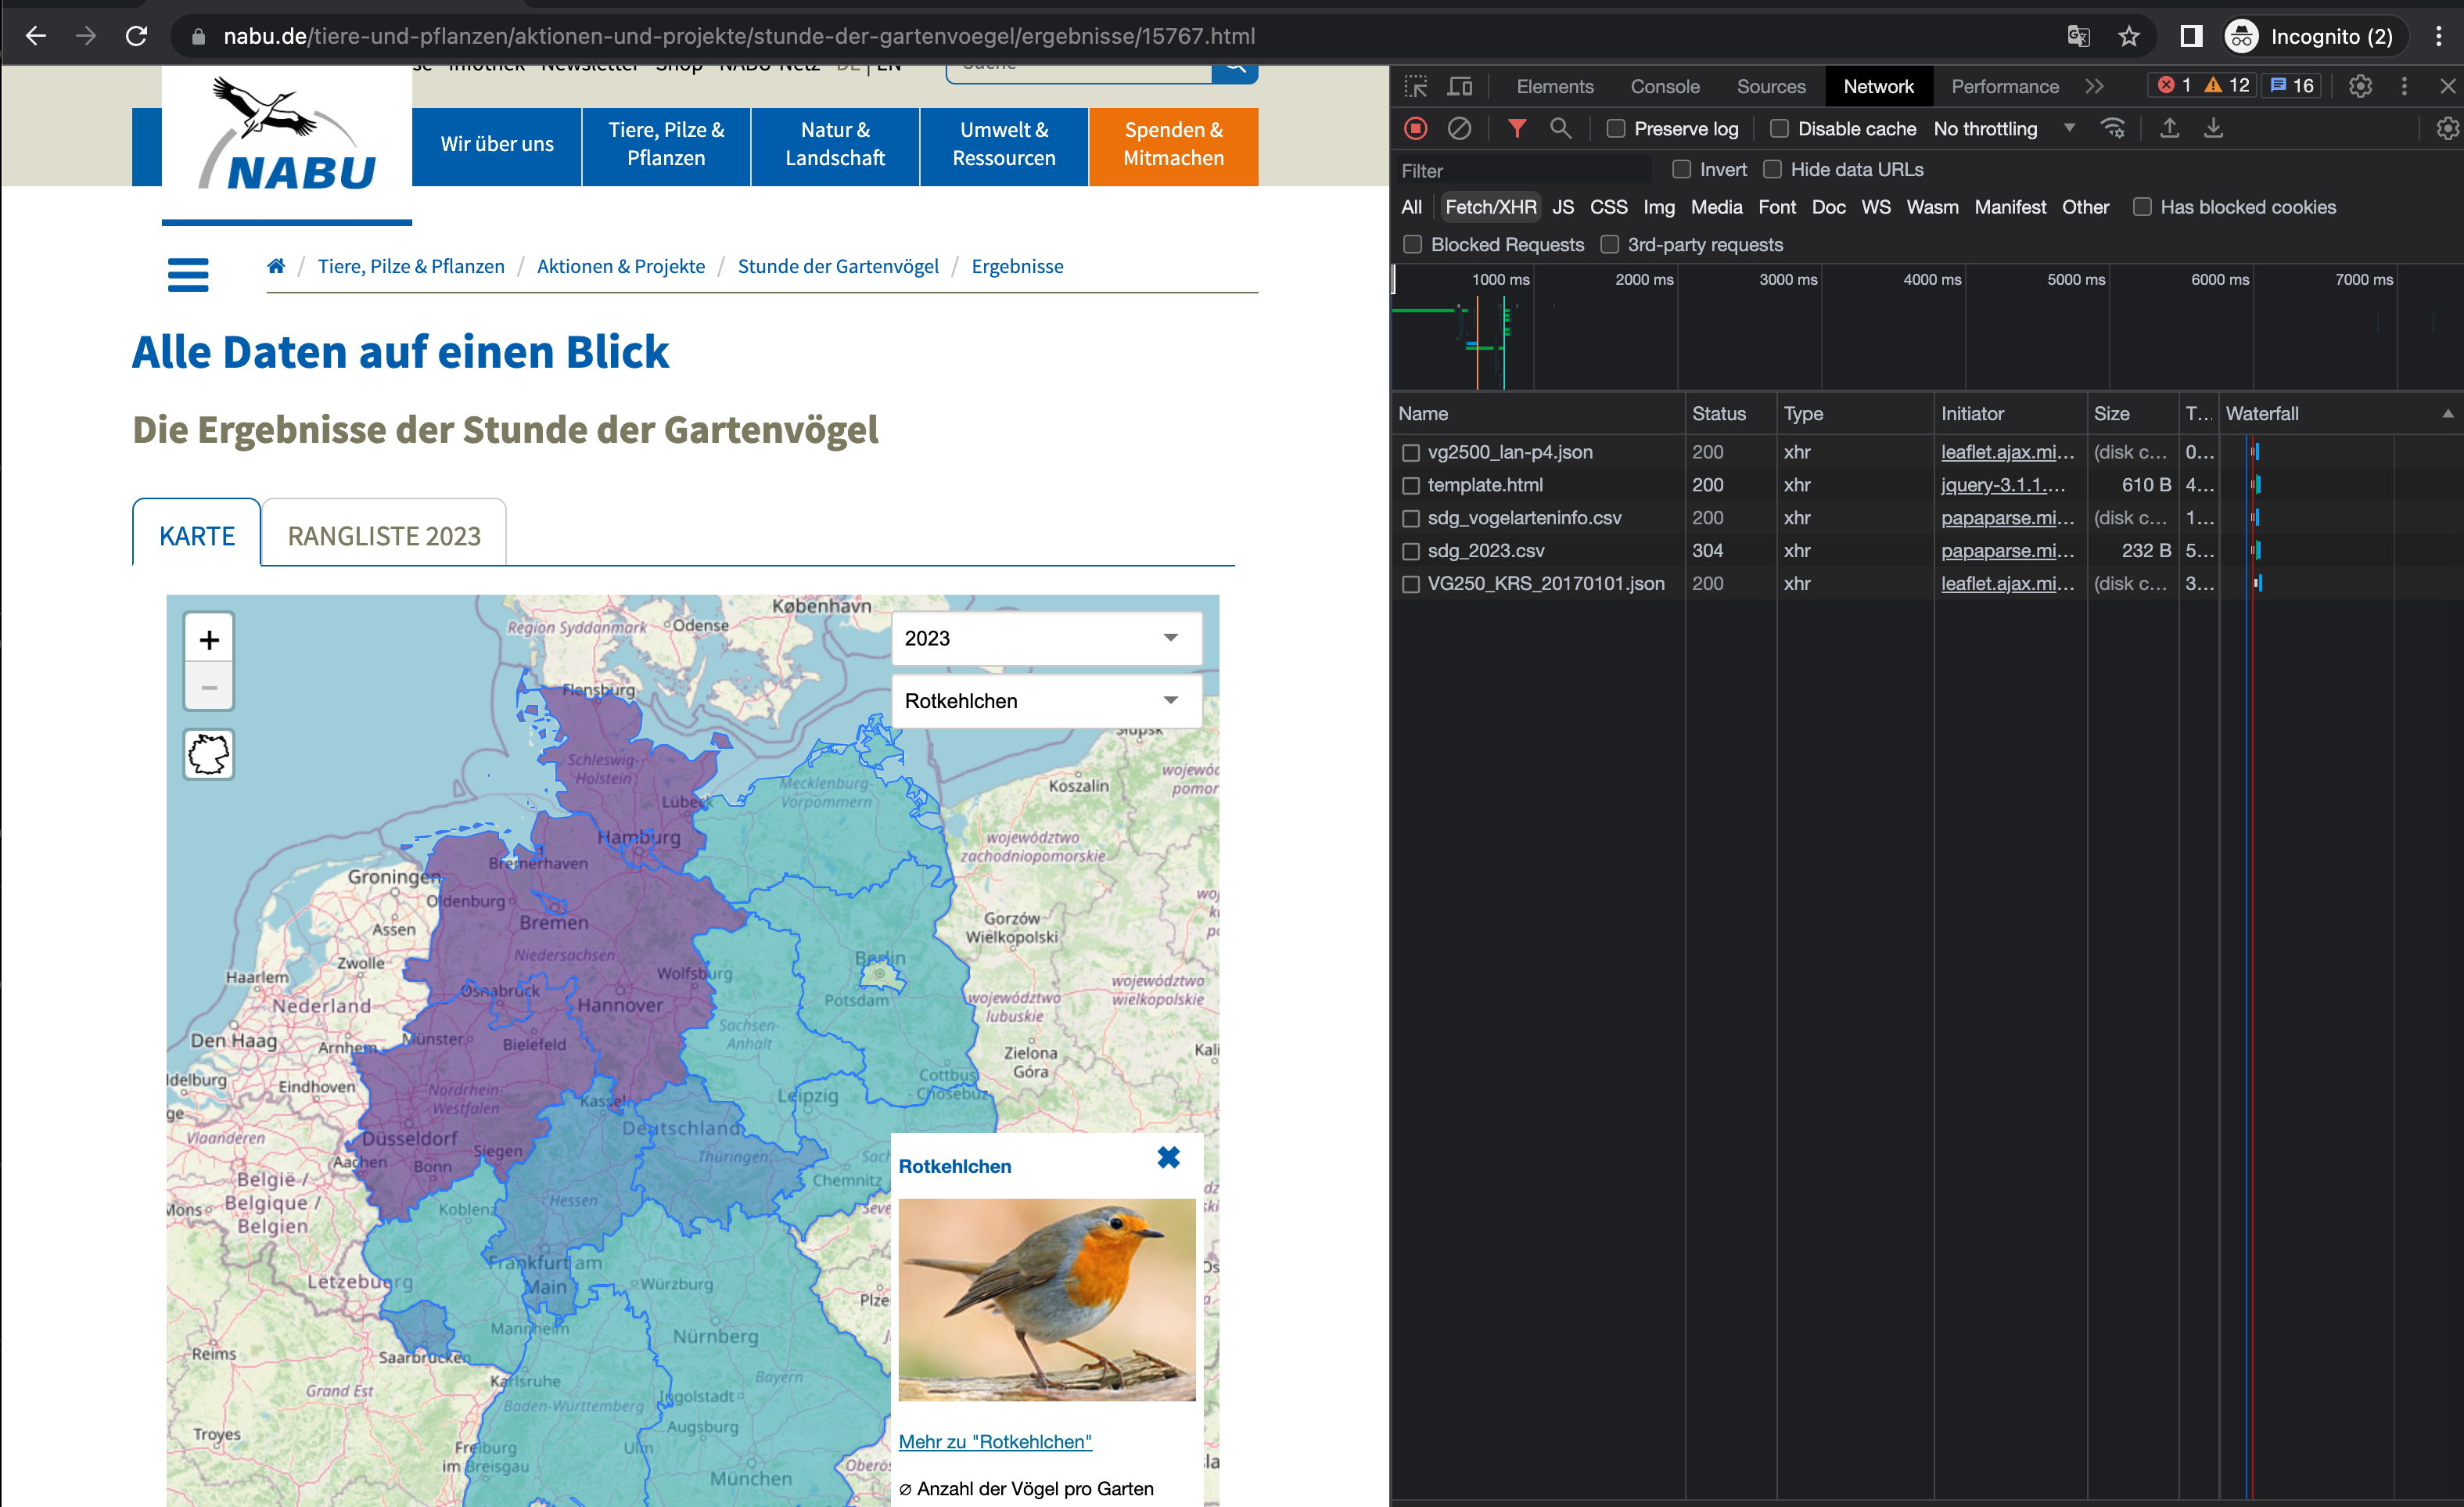 nabu.de/tiere-und-pflanzen/aktionen-und-projekte/stunde-der-gartenvoegel/ergebnisse/15767.html
Incognito (2)
Infothek Newsletter Shop NABU-Netz DE | EN
Suche
NABU
Wir über uns
Tiere, Pilze &
Pflanzen
Natur &
Landschaft
Umwelt &
Ressourcen
Spenden &
Mitmachen
Tiere, Pilze & Pflanzen / Aktionen & Projekte / Stunde der Gartenvögel / Ergebnisse
Alle Daten auf einen Blick
Die Ergebnisse der Stunde der Gartenvögel
KARTE
RANGLISTE 2023
+
−
2023
Rotkehlchen
København
Region Syddanmark
Odense
Flensburg
Słupsk
Schleswig-
Holstein
Mecklenburg-
Vorpommern
Koszalin
Lübeck
Hamburg
województwo
zachodniopomorskie
Bremerhaven
Groningen
Oldenburg
Bremen
Assen
Gorzów
Wielkopolski
Niedersachsen
Berlin
Zwolle
Haarlem
Wolfsburg
Osnabrück
Hannover
Potsdam
Nederland
województwo
lubuskie
województwo
wielkopolskie
Sachsen-
Anhalt
Den Haag
Arnhem
Münster
Bielefeld
Zielona
Góra
Eindhoven
Cottbus
- Chóśebuz
Nordrhein-
Westfalen
Kassel
Leipzig
Vlaanderen
Düsseldorf
Deutschland
Siegen
Thüringen
Aachen
Bonn
Chemnitz
België /
Belgique /
Belgien
Mons
Koblenz
Hessen
Frankfurt am
Main
Lëtzebuerg
Würzburg
Mannheim
Nürnberg
Reims
Saarbrücken
Karlsruhe
Grand Est
Bayern
Ingolstadt
Baden-Württemberg
Augsburg
Troyes
Freiburg
im Breisgau
Ulm
München
Rotkehlchen
Mehr zu "Rotkehlchen"
⌀ Anzahl der Vögel pro Garten
Elements Console Sources Network Performance
1 12 16
Preserve log Disable cache No throttling
Filter Invert Hide data URLs
All Fetch/XHR JS CSS Img Media Font Doc WS Wasm Manifest Other Has blocked cookies
Blocked Requests 3rd-party requests
1000 ms 2000 ms 3000 ms 4000 ms 5000 ms 6000 ms 7000 ms
Name Status Type Initiator Size T... Waterfall
vg2500_lan-p4.json 200 xhr leaflet.ajax.mi... (disk c... 0...
template.html 200 xhr jquery-3.1.1.... 610 B 4...
sdg_vogelarteninfo.csv 200 xhr papaparse.mi... (disk c... 1...
sdg_2023.csv 304 xhr papaparse.mi... 232 B 5...
VG250_KRS_20170101.json 200 xhr leaflet.ajax.mi... (disk c... 3...